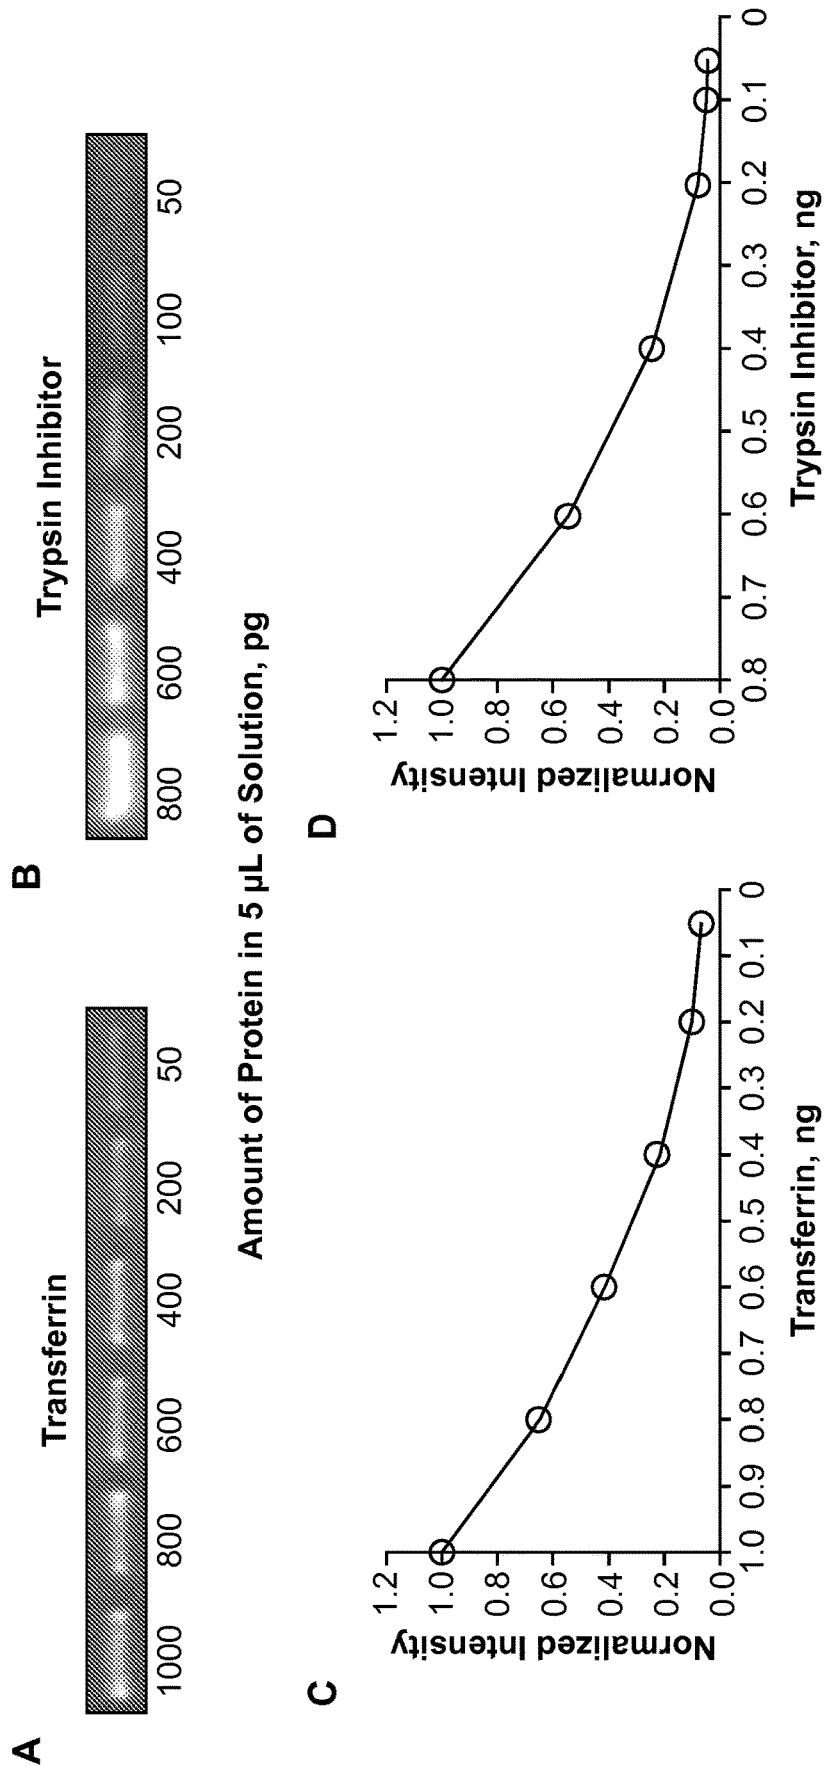 A
Transferrin
1000 800 600 400 200 50
B
Trypsin Inhibitor
800 600 400 200 100 50
Amount of Protein in 5 µL of Solution, pg
C
Normalized Intensity
1.2
1.0
0.8
0.6
0.4
0.2
0.0
1.0 0.9 0.8 0.7 0.6 0.5 0.4 0.3 0.2 0.1 0
Transferrin, ng
D
Normalized Intensity
1.2
1.0
0.8
0.6
0.4
0.2
0.0
0.8 0.7 0.6 0.5 0.4 0.3 0.2 0.1 0
Trypsin Inhibitor, ng